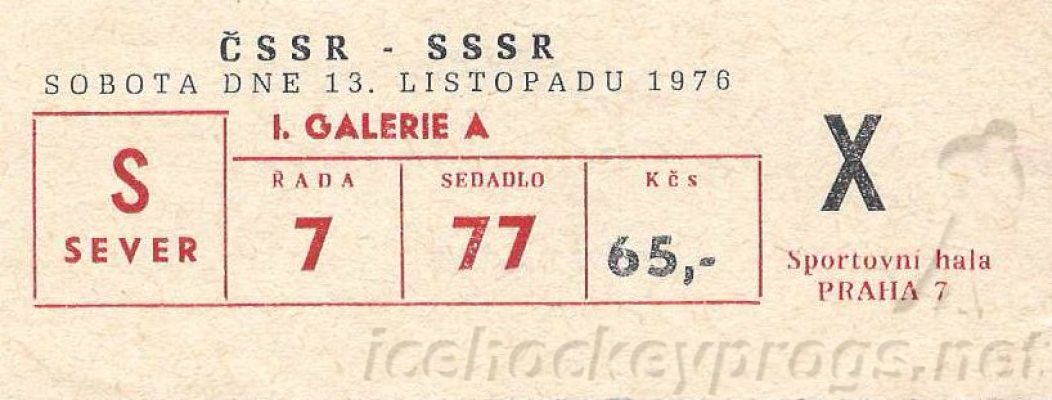 ČSSR - SSSR
SOBOTA DNE 13. LISTOPADU 1976
I. GALERIE A
S
SEVER
ŘADA
7
SEDADLO
77
Kčs
65,-
X
Sportovní hala
PRAHA 7
icehockeyprogs.net